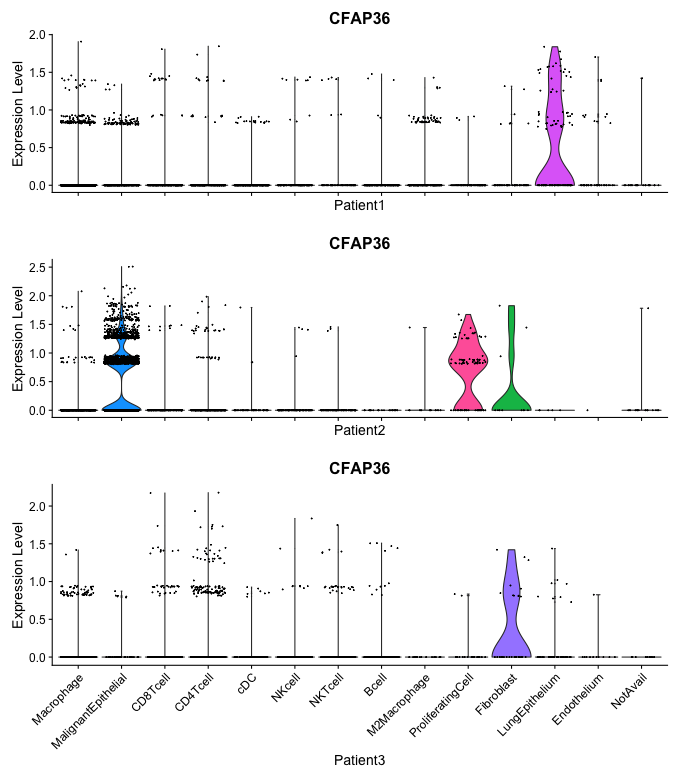 CFAP36
Expression Level
2.0
1.5
1.0
0.5
0.0
Patient1
CFAP36
Expression Level
2.5
2.0
1.5
1.0
0.5
0.0
Patient2
CFAP36
Expression Level
2.0
1.5
1.0
0.5
0.0
Macrophage
MalignantEpithelial
CD8Tcell
CD4Tcell
cDC
NKcell
NKTcell
Bcell
M2Macrophage
ProliferatingCell
Fibroblast
LungEpithelium
Endothelium
NotAvail
Patient3